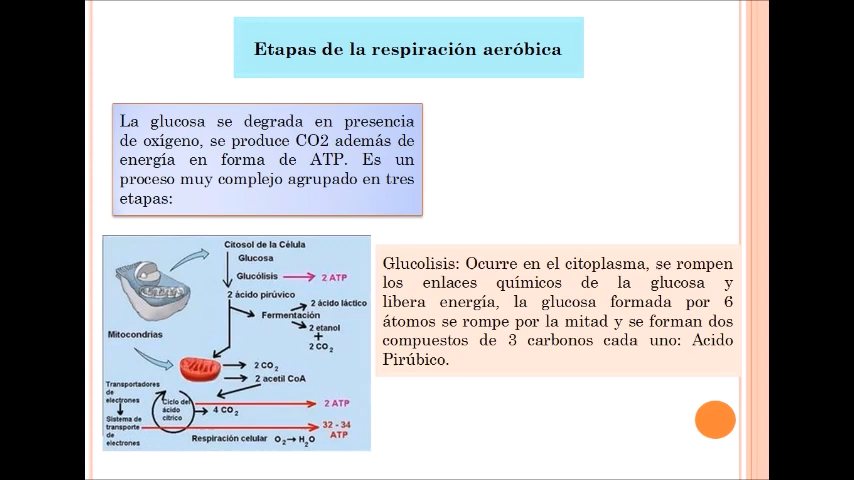 Etapas de la respiración aeróbica
La glucosa se degrada en presencia
de oxígeno, se produce CO2 además de
energía en forma de ATP. Es un
proceso muy complejo agrupado en tres
etapas:
Citosol de la Célula
Glucosa
Glucólisis
2 ATP
2 ácido pirúvico
2 ácido láctico
Fermentación
2 etanol
+
2 CO2
Mitocondrias
2 CO2
2 acetil CoA
Transportadores
de
electrones
Ciclo del
ácido
cítrico
4 CO2
2 ATP
Sistema de
transporte
de
electrones
32 - 34
ATP
Respiración celular O2→H2O
Glucolisis: Ocurre en el citoplasma, se rompen
los enlaces químicos de la glucosa y
libera energía, la glucosa formada por 6
átomos se rompe por la mitad y se forman dos
compuestos de 3 carbonos cada uno: Acido
Pirúbico.